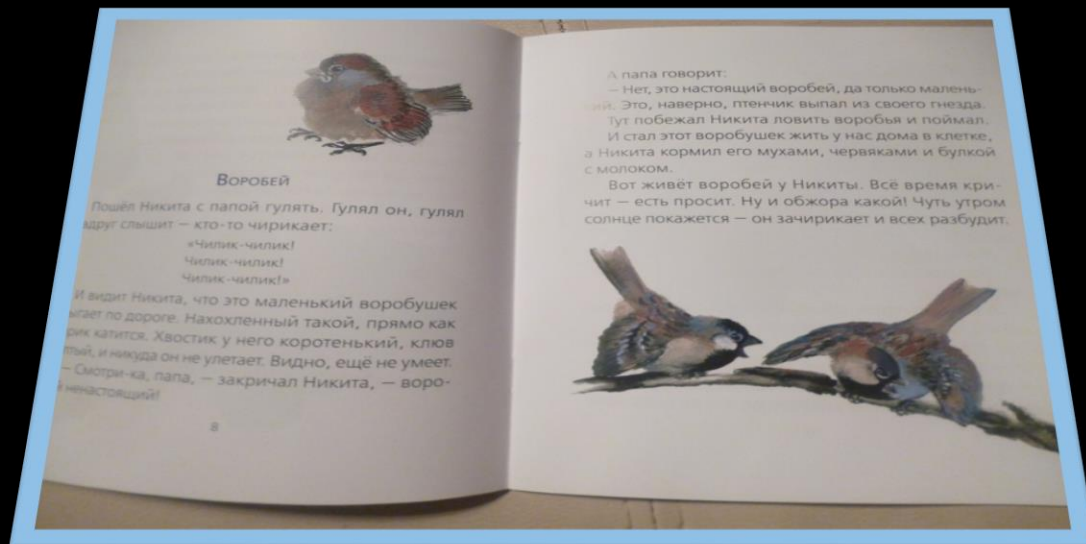 ВОРОБЕЙ
Пошёл Никита с папой гулять. Гулял он, гулял
вдруг слышит — кто-то чирикает:
«Чилик-чилик!
Чилик-чилик!
Чилик-чилик!»
И видит Никита, что это маленький воробушек
по дороге. Нахохленный такой, прямо как
катится. Хвостик у него коротенький, клюв
и никуда он не улетает. Видно, ещё не умеет.
— Смотри-ка, папа, — закричал Никита, — воро-
ненастоящий!
8
А папа говорит:
— Нет, это настоящий воробей, да только малень-
кий. Это, наверно, птенчик выпал из своего гнезда.
Тут побежал Никита ловить воробья и поймал.
И стал этот воробушек жить у нас дома в клетке,
а Никита кормил его мухами, червяками и булкой
с молоком.
Вот живёт воробей у Никиты. Всё время кри-
чит — есть просит. Ну и обжора какой! Чуть утром
солнце покажется — он зачирикает и всех разбудит.